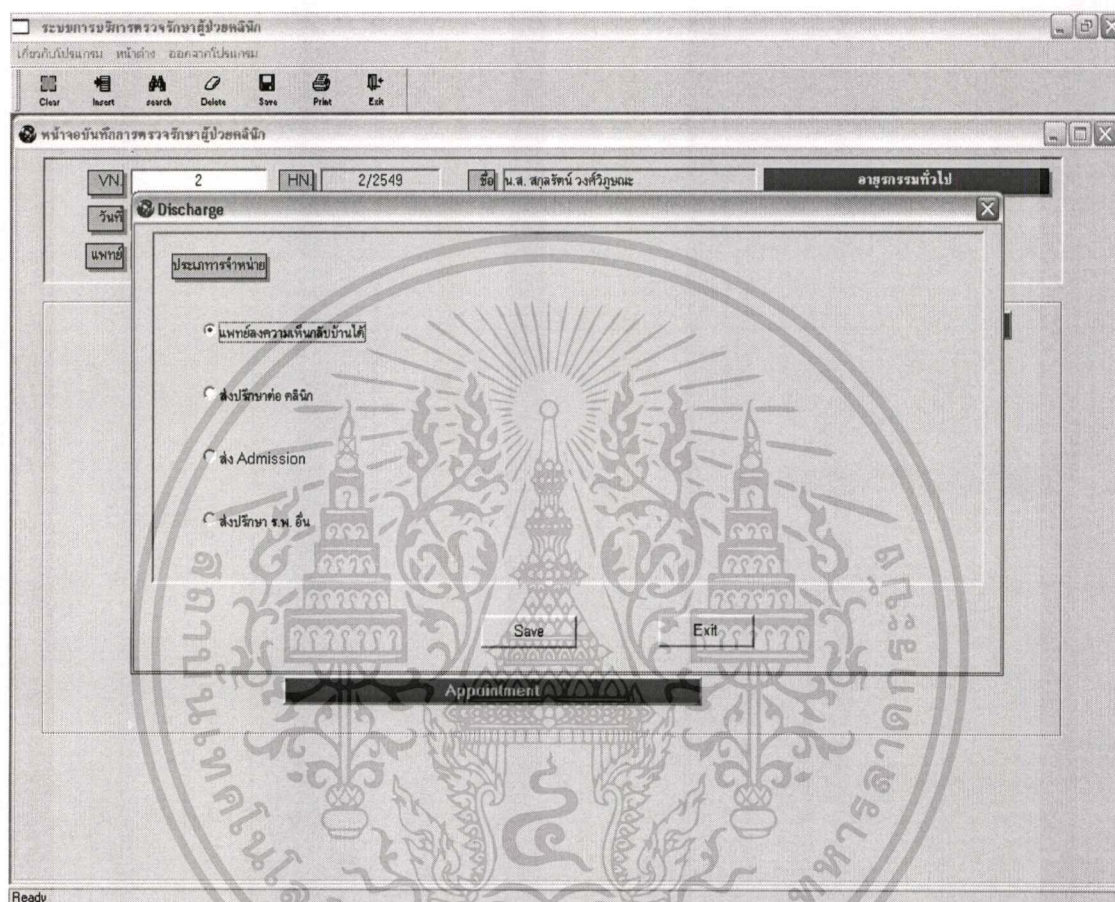 ระบบการบริการตรวจรักษาผู้ป่วยคลินิก
เกี่ยวกับโปรแกรม หน้าต่าง ออกจากโปรแกรม
Clear Insert search Delete Save Print Exit
หน้าจอบันทึกการตรวจรักษาผู้ป่วยคลินิก
VN. 2 HN. 2/2549 ชื่อ น.ส. สกุลรัตน์ วงศ์วิภูษณะ อายุรกรรมทั่วไป
วันที่
แพทย์
Discharge
ประเภทการจำหน่าย
แพทย์ลงความเห็นกลับบ้านได้
ส่งปรึกษาต่อ คลินิก
ส่ง Admission
ส่งปรึกษา ร.พ. อื่น
Save Exit
Appointment
Ready